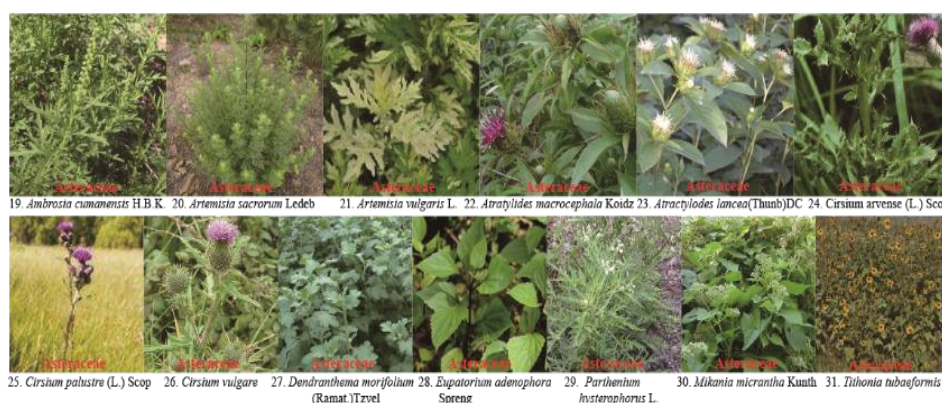 Asteraceae Asteraceae Asteraceae Asteraceae Asteraceae Asteraceae
19. Ambrosia cumanensis H.B.K. 20. Artemisia sacrorum Ledeb 21. Artemisia vulgaris L. 22. Atratylides macrocephala Koidz 23. Atractylodes lancea(Thunb)DC 24. Cirsium arvense (L.) Sco
Asteraceae Asteraceae Asteraceae Asteraceae Asteraceae Asteraceae Asteraceae
25. Cirsium palustre (L.) Scop 26. Cirsium vulgare 27. Dendranthema morifolium 28. Eupatorium adenophora 29. Parthenium 30. Mikania micrantha Kunth 31. Tithonia tubaeformis
(Ramat.)Tzvel Spreng hysterophorus L.